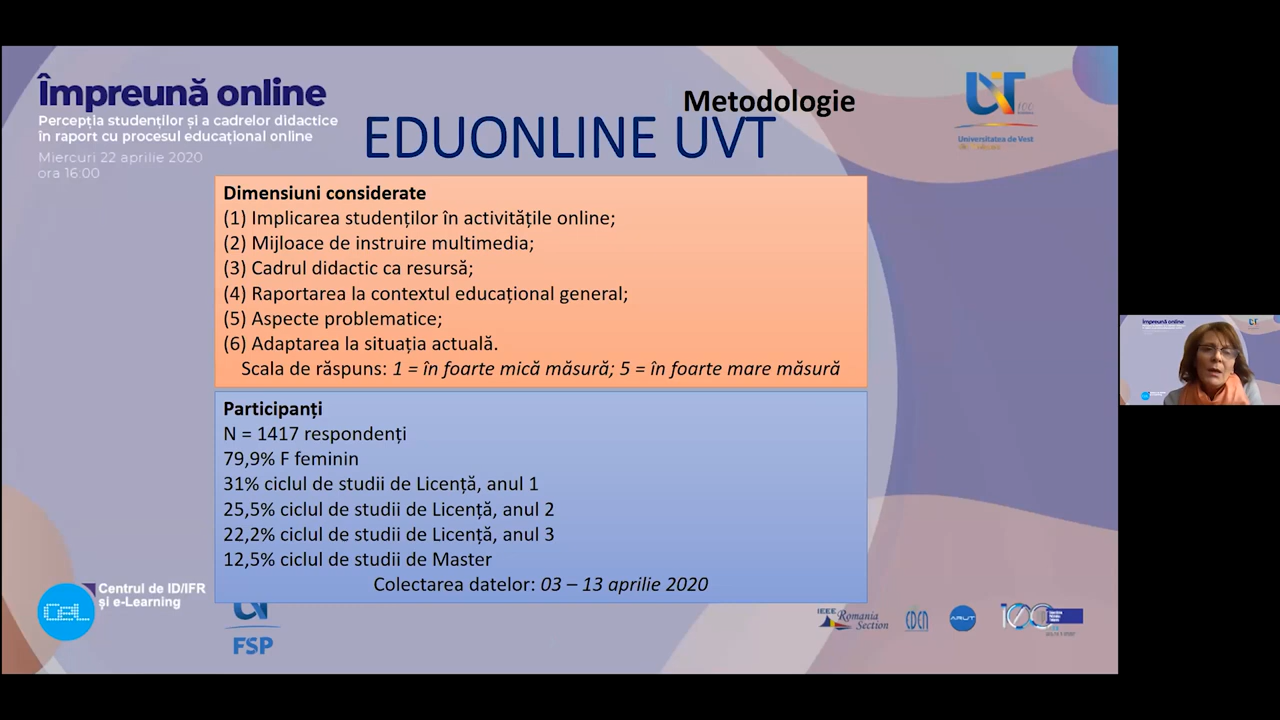 Împreună online
Percepția studenților și a cadrelor didactice
în raport cu procesul educațional online
Miercuri 22 aprilie 2020
ora 16:00
Metodologie
EDUONLINE UVT
Universitatea de Vest
Dimensiuni considerate
(1) Implicarea studenților în activitățile online;
(2) Mijloace de instruire multimedia;
(3) Cadrul didactic ca resursă;
(4) Raportarea la contextul educațional general;
(5) Aspecte problematice;
(6) Adaptarea la situația actuală.
Scala de răspuns: 1 = în foarte mică măsură; 5 = în foarte mare măsură
Participanți
N = 1417 respondenți
79,9% F feminin
31% ciclul de studii de Licență, anul 1
25,5% ciclul de studii de Licență, anul 2
22,2% ciclul de studii de Licență, anul 3
12,5% ciclul de studii de Master
Colectarea datelor: 03 – 13 aprilie 2020
Centrul de ID/IFR
și e-Learning
CeL
FSP
IEEE
Romania
Section
EDEN
ARUT
100
Împreună online